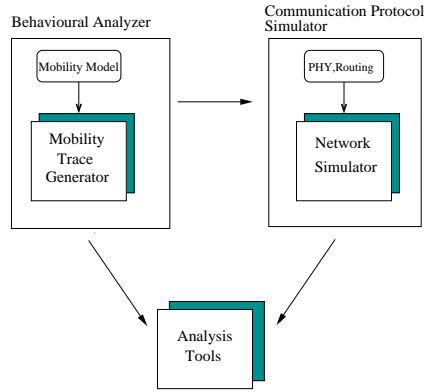 Behavioural Analyzer
Mobility Model
Mobility
Trace
Generator
Communication Protocol
Simulator
PHY,Routing
Network
Simulator
Analysis
Tools